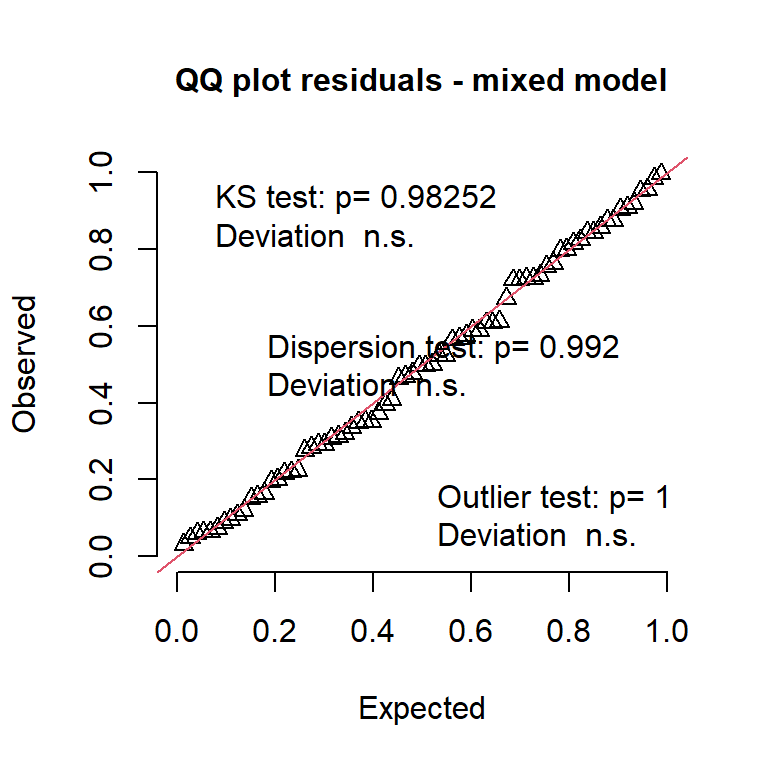 QQ plot residuals - mixed model
KS test: p= 0.98252
Deviation  n.s.
Dispersion test: p= 0.992
Deviation  n.s.
Outlier test: p= 1
Deviation  n.s.
Observed
0.0 0.2 0.4 0.6 0.8 1.0
0.0 0.2 0.4 0.6 0.8 1.0
Expected